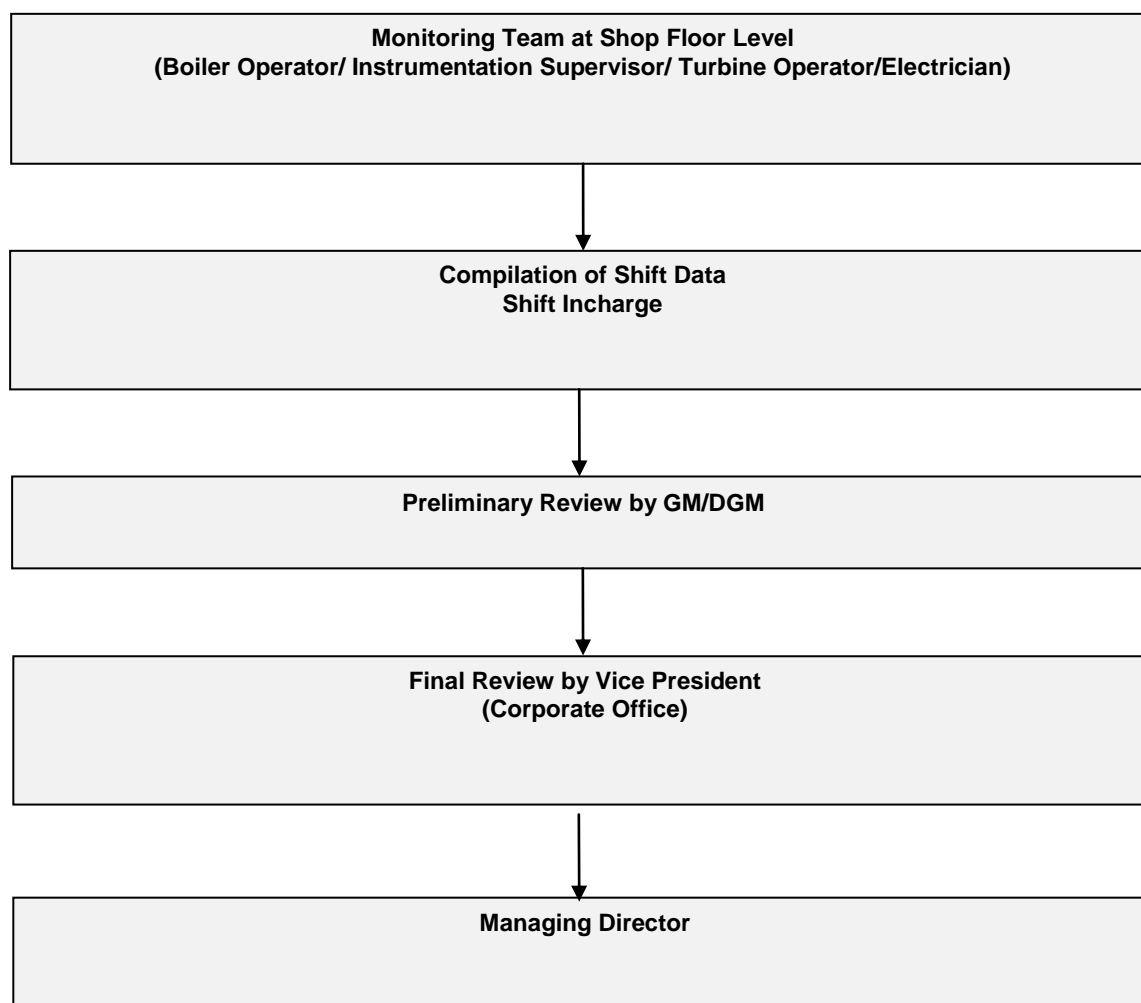 Monitoring Team at Shop Floor Level
(Boiler Operator/ Instrumentation Supervisor/ Turbine Operator/Electrician)
Compilation of Shift Data
Shift Incharge
Preliminary Review by GM/DGM
Final Review by Vice President
(Corporate Office)
Managing Director